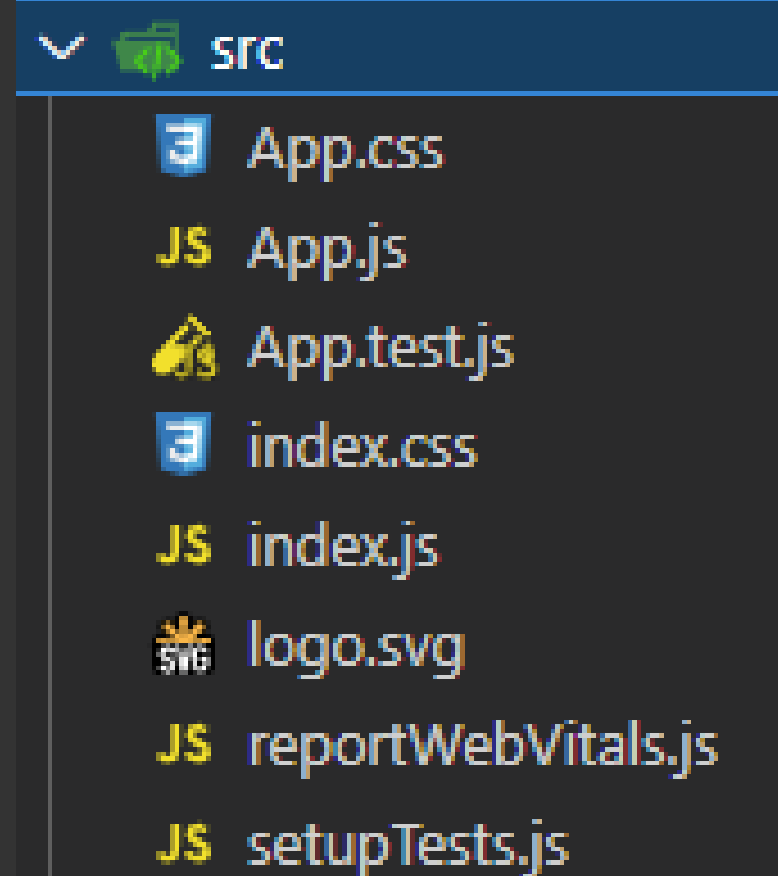 src
App.css
App.js
App.test.js
index.css
index.js
logo.svg
reportWebVitals.js
setupTests.js